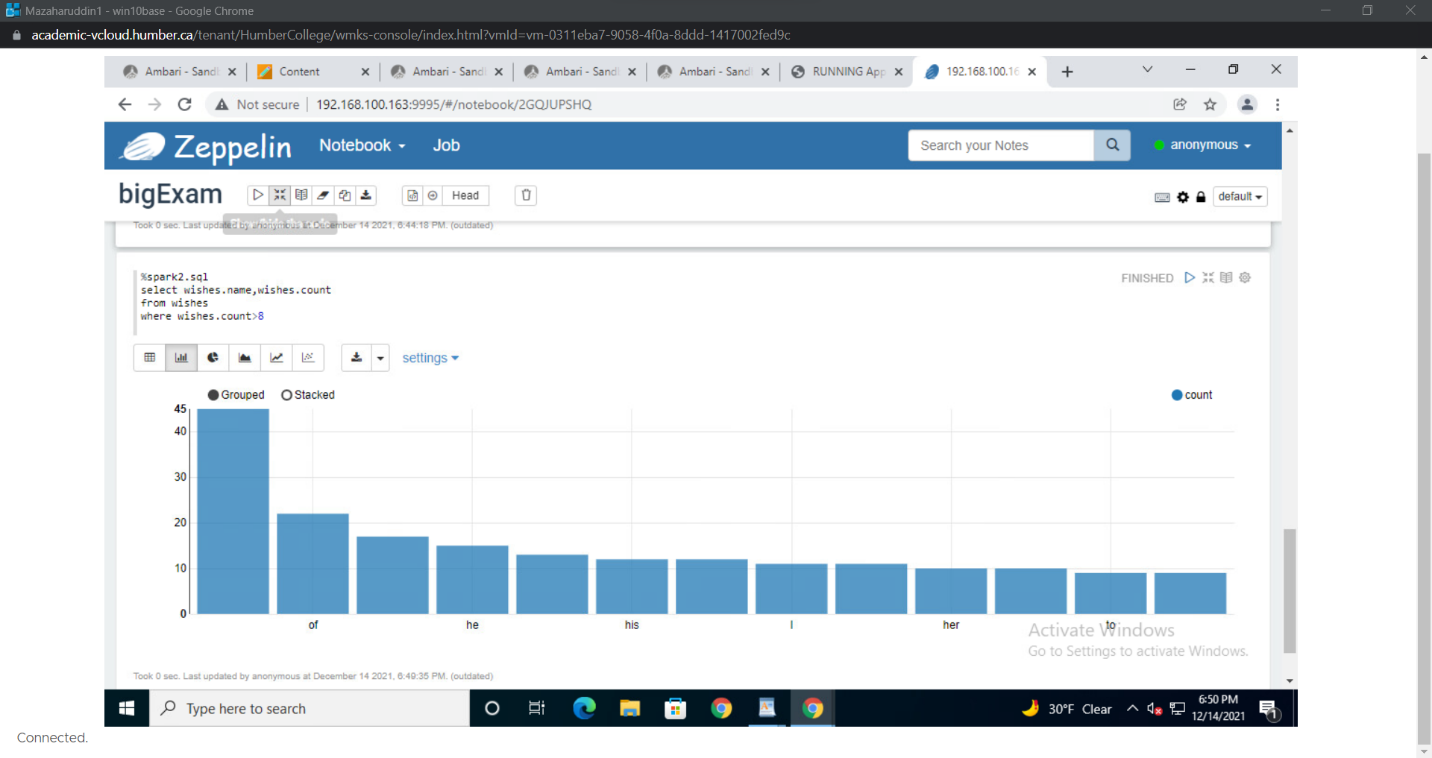 Mazaharuddin1 - win10base - Google Chrome
academic-vcloud.humber.ca/tenant/HumberCollege/wmks-console/index.html?vmId=vm-0311eba7-9058-4f0a-8ddd-1417002fed9c
Ambari - Sand Content Ambari - Sand Ambari - Sand Ambari - Sand RUNNING App 192.168.100.16
Not secure 192.168.100.163:9995/#/notebook/2GQJUPSHQ
Zeppelin Notebook Job Search your Notes anonymous
bigExam Head default
Took 0 sec. Last updated by anonymous at December 14 2021, 6:44:18 PM. (outdated)
%spark2.sql
FINISHED
select wishes.name,wishes.count
from wishes
where wishes.count>8
settings
Grouped Stacked count
45
40
30
20
10
0
of he his I her to
Activate Windows
Go to Settings to activate Windows.
Took 0 sec. Last updated by anonymous at December 14 2021, 6:49:35 PM. (outdated)
Type here to search 30°F Clear 6:50 PM
12/14/2021 1
Connected.